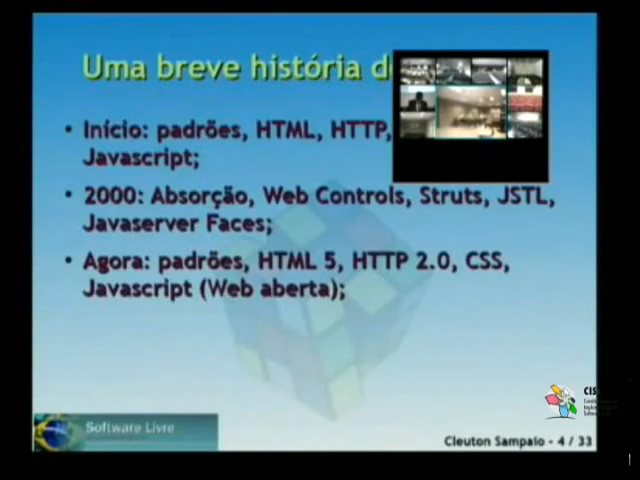 Uma breve história d
• Início: padrões, HTML, HTTP,
Javascript;
• 2000: Absorção, Web Controls, Struts, JSTL,
Javaserver Faces;
• Agora: padrões, HTML 5, HTTP 2.0, CSS,
Javascript (Web aberta);
CIS
Software Livre
Cleuton Sampaio - 4 / 33